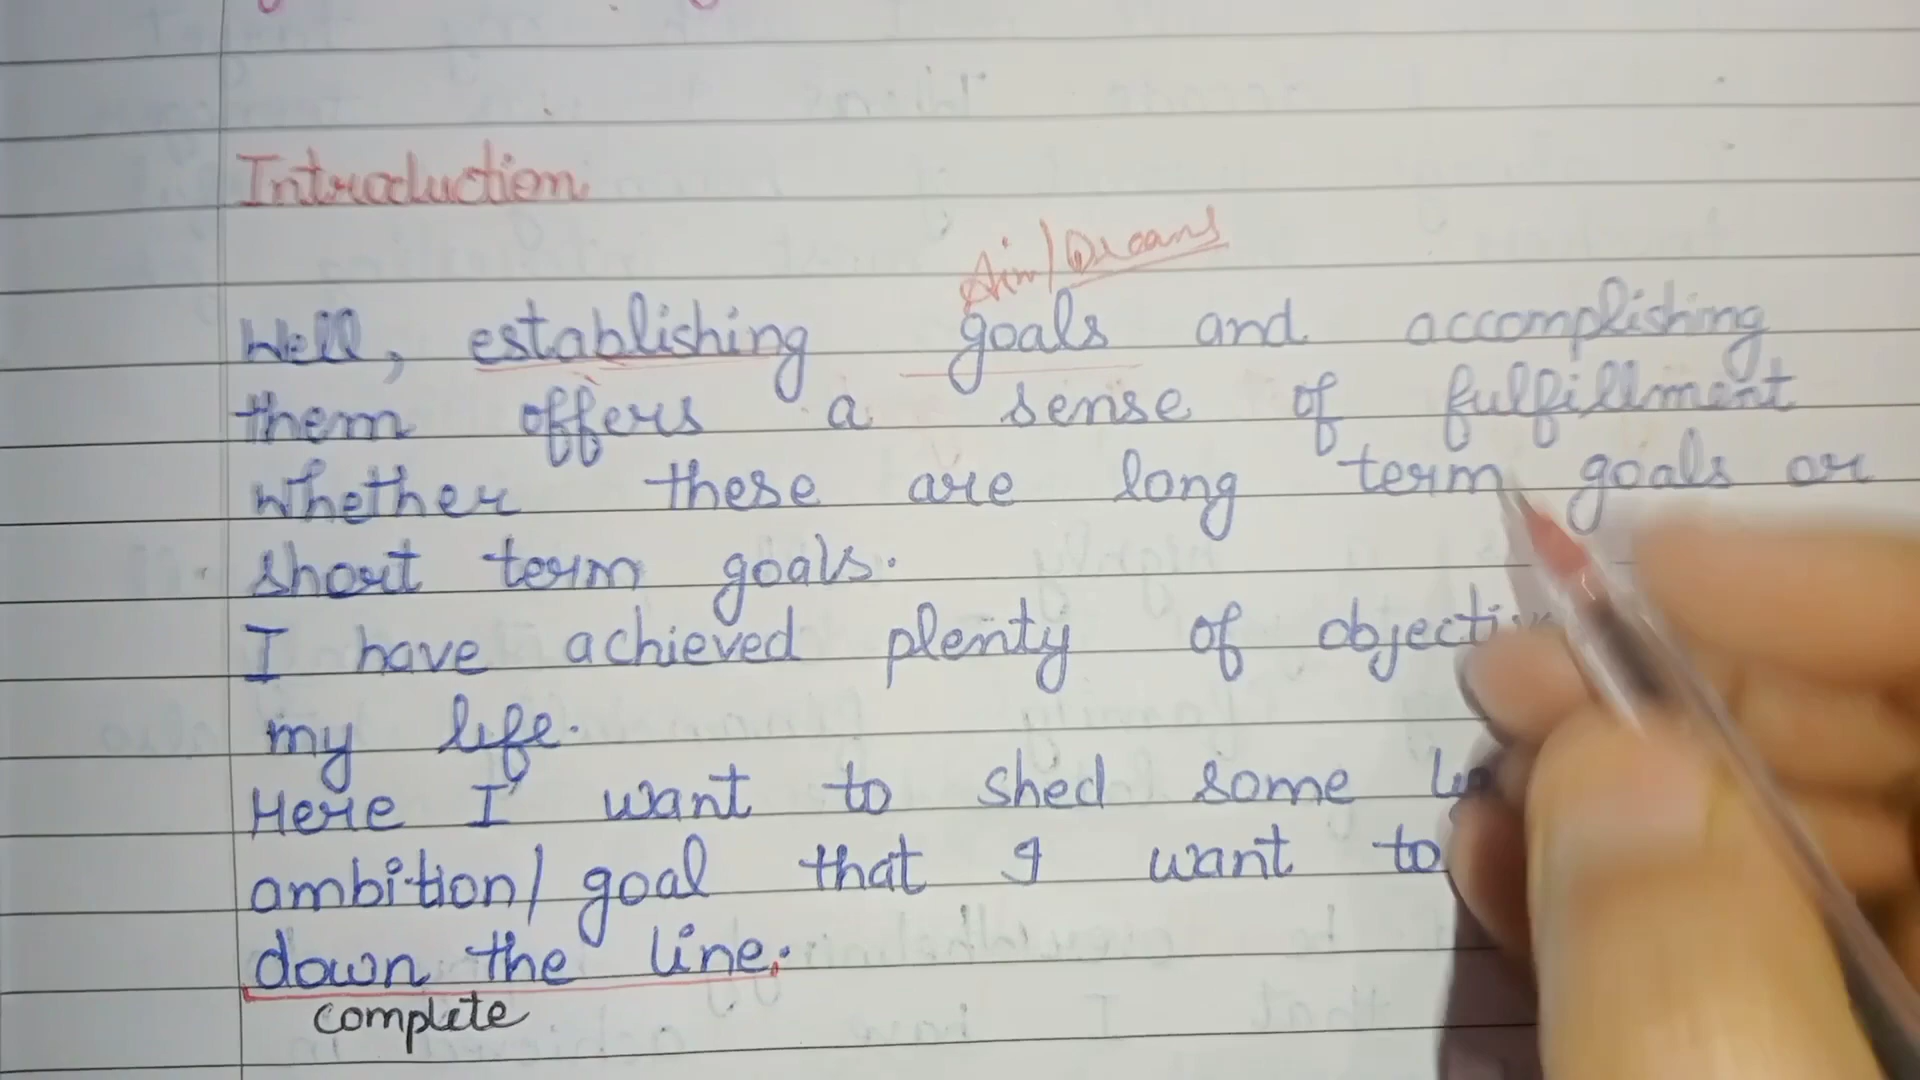 Introduction
Aim/Dreams
Well, establishing goals and accomplishing
them offers a sense of fulfillment
whether these are long term goals or
short term goals.
I have achieved plenty of
my life.
Here I want to shed some
ambition/ goal that I want to
down the line.
complete